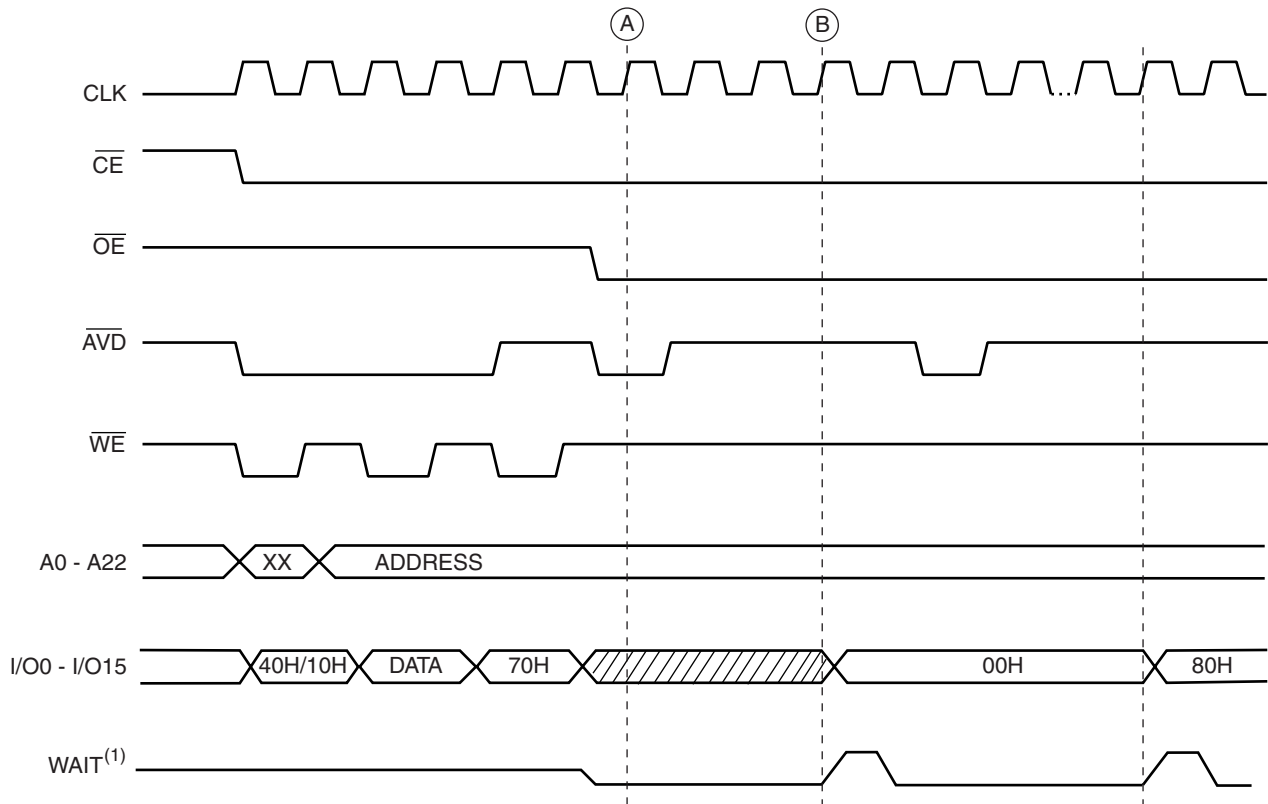 A B
CLK
CE
OE
AVD
WE
A0 - A22 XX ADDRESS
I/O0 - I/O15 40H/10H DATA 70H 00H 80H
WAIT(1)